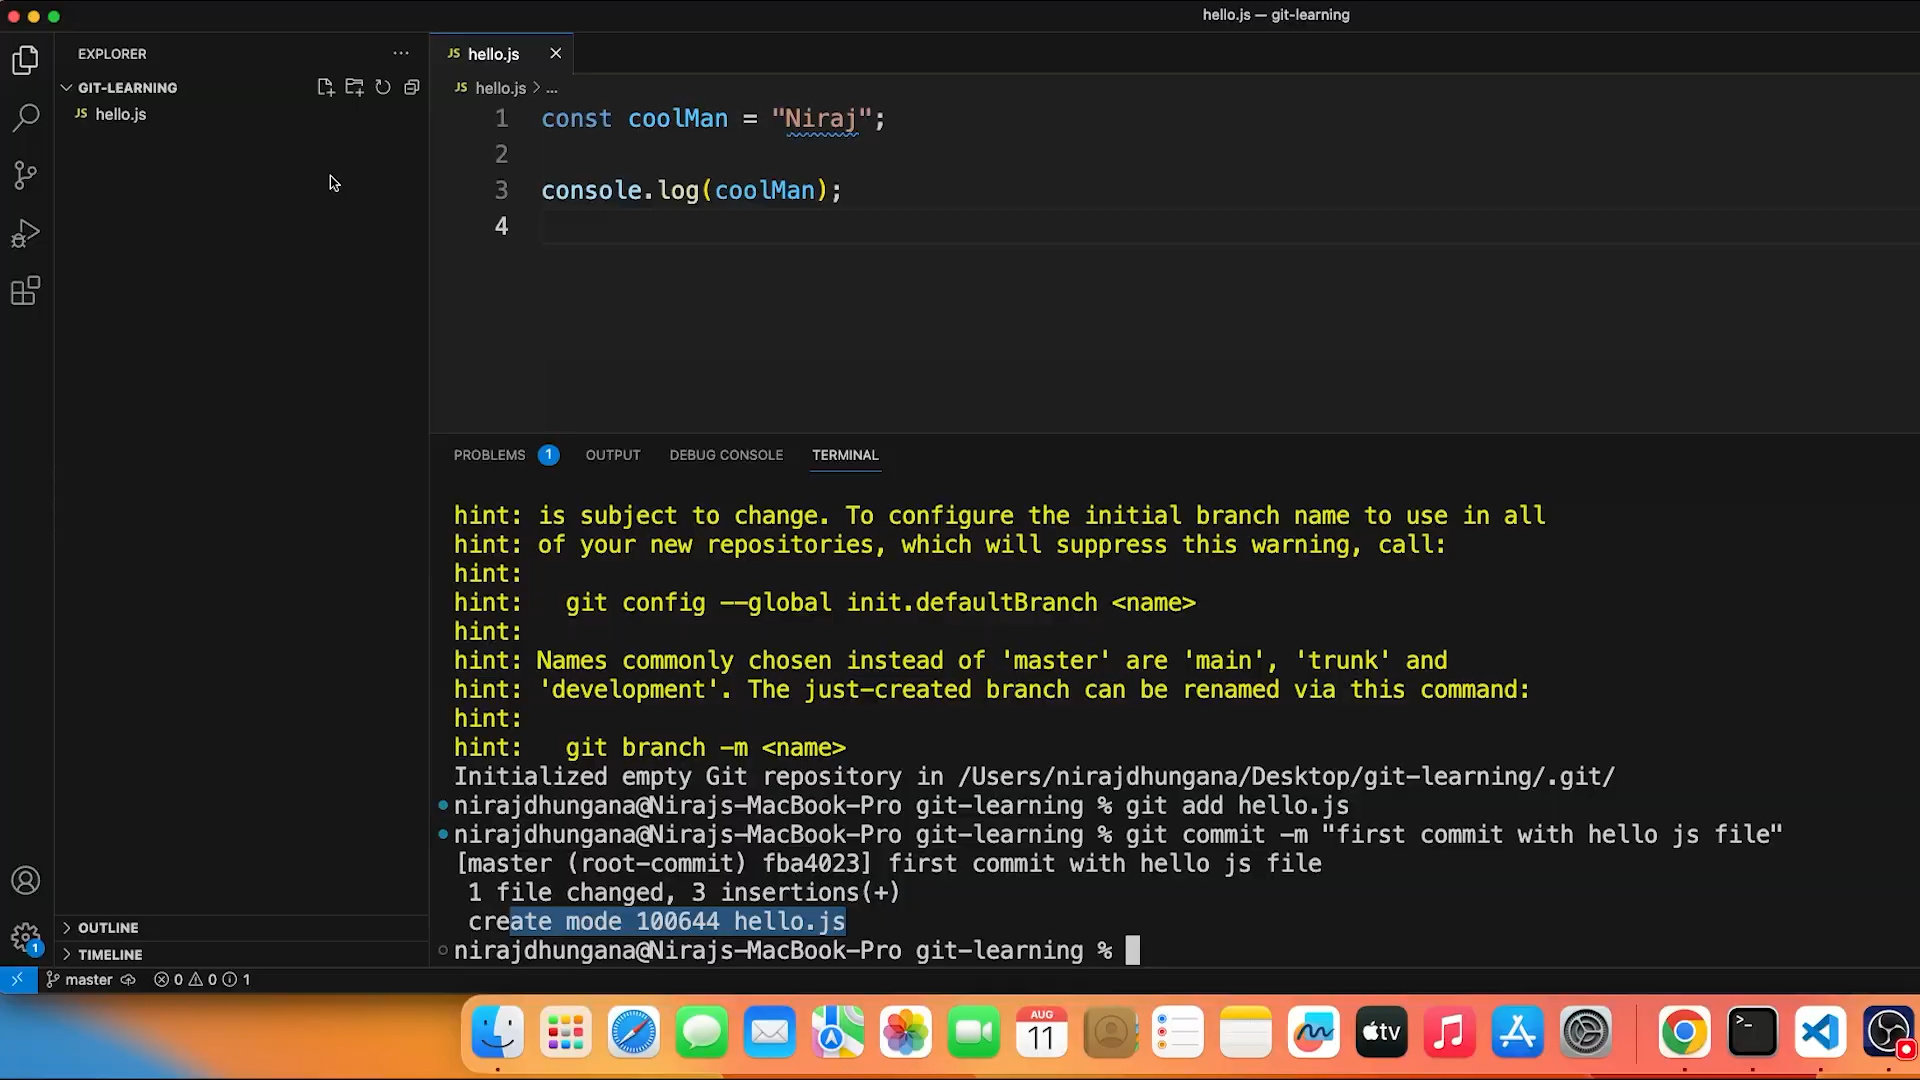 hello.js — git-learning
EXPLORER
GIT-LEARNING
JS hello.js
JS hello.js
JS hello.js > ...
1 const coolMan = "Niraj";
2
3 console.log(coolMan);
4
PROBLEMS 1 OUTPUT DEBUG CONSOLE TERMINAL
hint: is subject to change. To configure the initial branch name to use in all
hint: of your new repositories, which will suppress this warning, call:
hint:
hint:   git config --global init.defaultBranch <name>
hint:
hint: Names commonly chosen instead of 'master' are 'main', 'trunk' and
hint: 'development'. The just-created branch can be renamed via this command:
hint:
hint:   git branch -m <name>
Initialized empty Git repository in /Users/nirajdhungana/Desktop/git-learning/.git/
nirajdhungana@Nirajs-MacBook-Pro git-learning % git add hello.js
nirajdhungana@Nirajs-MacBook-Pro git-learning % git commit -m "first commit with hello js file"
[master (root-commit) fba4023] first commit with hello js file
 1 file changed, 3 insertions(+)
 create mode 100644 hello.js
nirajdhungana@Nirajs-MacBook-Pro git-learning %
1
OUTLINE
TIMELINE
master 0 0 1
AUG
11
tv
>_